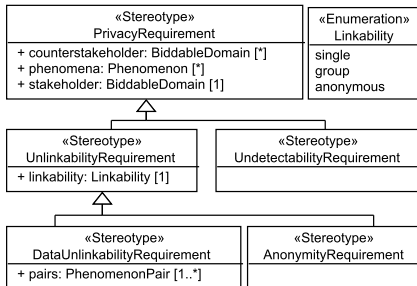 «Stereotype»
PrivacyRequirement
+ counterstakeholder: BiddableDomain [*]
+ phenomena: Phenomenon [*]
+ stakeholder: BiddableDomain [1]
«Enumeration»
Linkability
single
group
anonymous
«Stereotype»
UnlinkabilityRequirement
+ linkability: Linkability [1]
«Stereotype»
UndetectabilityRequirement
«Stereotype»
DataUnlinkabilityRequirement
+ pairs: PhenomenonPair [1..*]
«Stereotype»
AnonymityRequirement